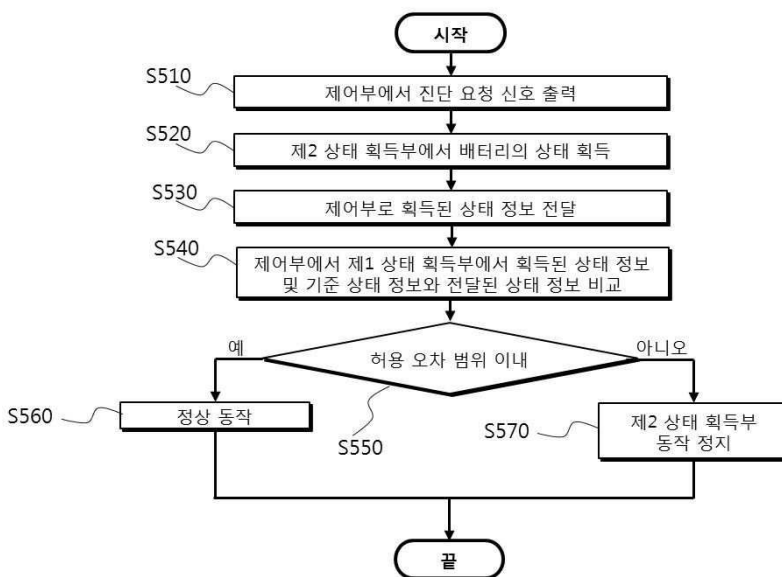 시작
S510
제어부에서 진단 요청 신호 출력
S520
제2 상태 획득부에서 배터리의 상태 획득
S530
제어부로 획득된 상태 정보 전달
S540
제어부에서 제1 상태 획득부에서 획득된 상태 정보
및 기준 상태 정보와 전달된 상태 정보 비교
예
허용 오차 범위 이내
아니오
S560
정상 동작
S550
S570
제2 상태 획득부
동작 정지
끝